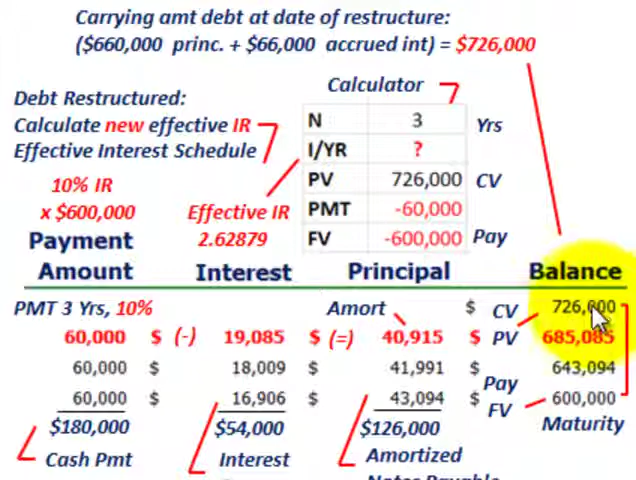 Carrying amt debt at date of restructure:
($660,000 princ. + $66,000 accrued int) = $726,000
Calculator
Debt Restructured:
Calculate new effective IR
Effective Interest Schedule
N 3 Yrs
I/YR ?
PV 726,000 CV
PMT -60,000
FV -600,000 Pay
10% IR
x $600,000
Effective IR
2.62879
Payment
Amount Interest Principal Balance
PMT 3 Yrs, 10% Amort $ CV 726,000
60,000 $ (-) 19,085 $ (=) 40,915 $ PV 685,085
60,000 $ 18,009 $ 41,991 $ 643,094
60,000 $ 16,906 $ 43,094 $ Pay FV 600,000
$180,000 $54,000 $126,000 Maturity
Cash Pmt Interest Amortized
Notes Payable